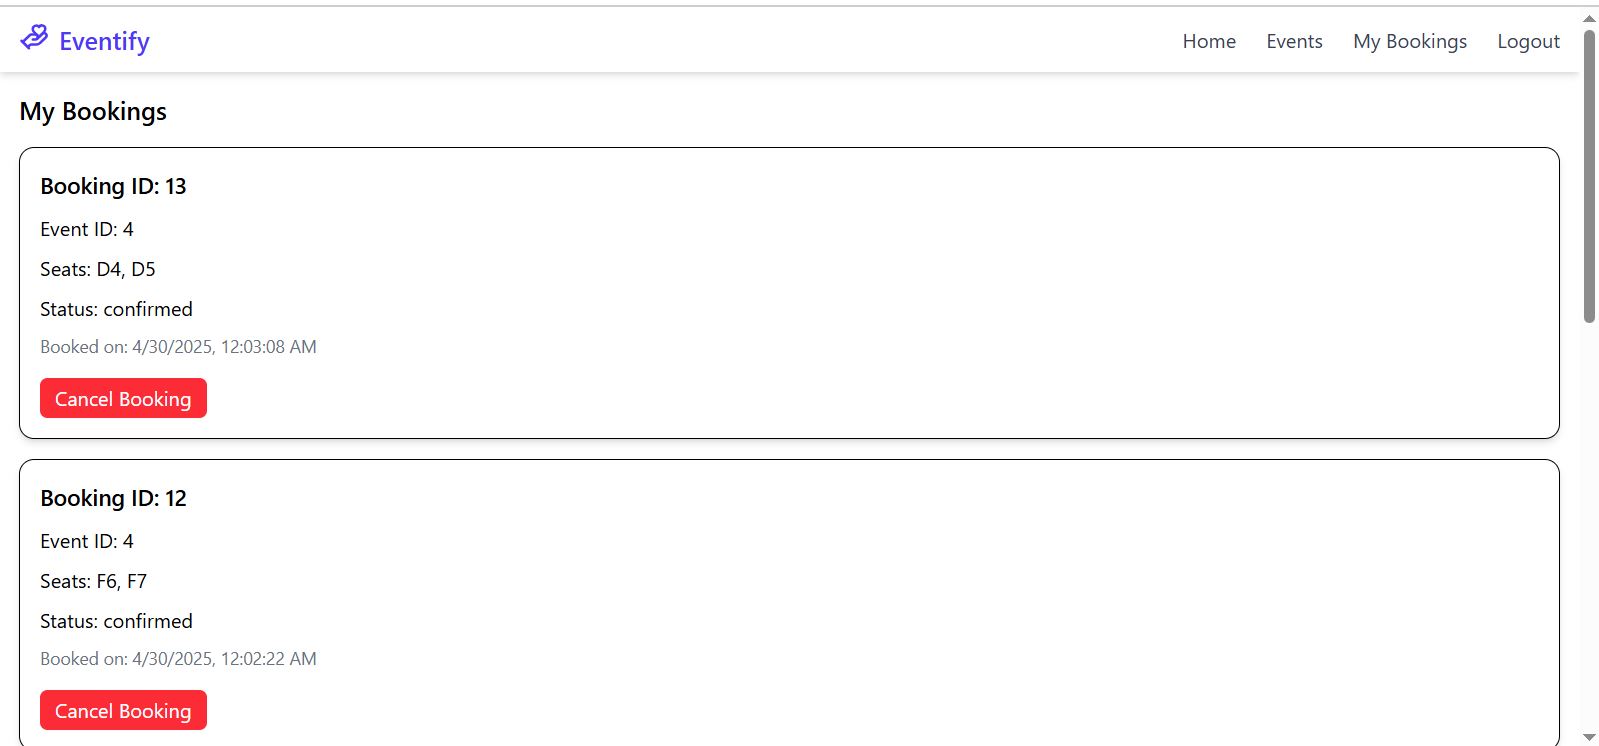 Eventify
Home Events My Bookings Logout
My Bookings
Booking ID: 13
Event ID: 4
Seats: D4, D5
Status: confirmed
Booked on: 4/30/2025, 12:03:08 AM
Cancel Booking
Booking ID: 12
Event ID: 4
Seats: F6, F7
Status: confirmed
Booked on: 4/30/2025, 12:02:22 AM
Cancel Booking